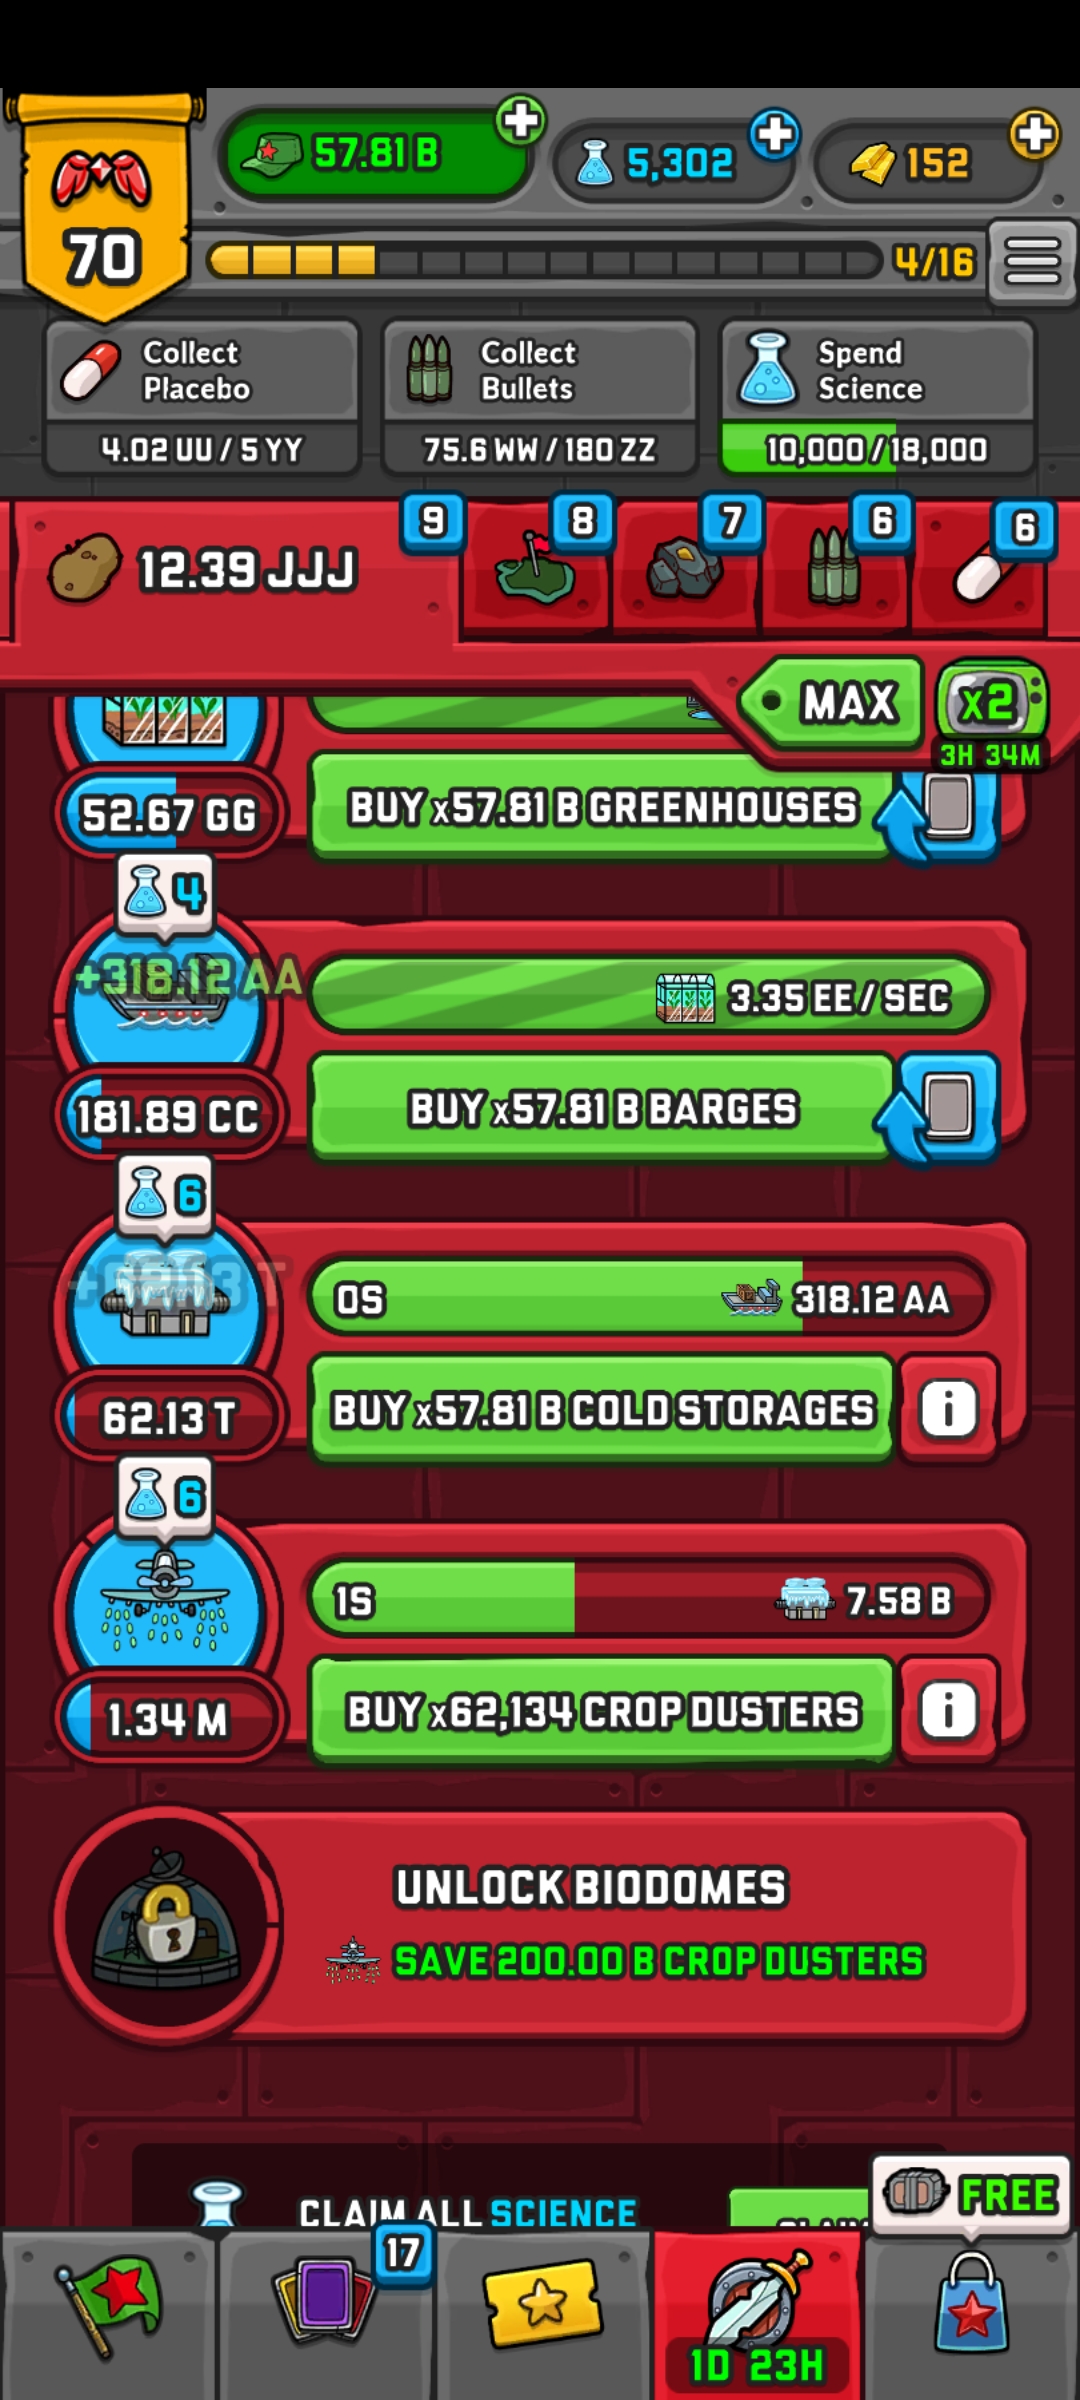 57.81 B
5,302
152
70
4/16
Collect
Placebo
4.02 UU / 5 YY
Collect
Bullets
75.6 WW / 180 ZZ
Spend
Science
10,000 / 18,000
12.39 JJJ
9
8
7
6
6
MAX
x2
3H 34M
52.67 GG
BUY x57.81 B GREENHOUSES
4
+318.12 AA
3.35 EE / SEC
181.89 CC
BUY x57.81 B BARGES
6
0S
318.12 AA
62.13 T
BUY x57.81 B COLD STORAGES
6
1S
7.58 B
1.34 M
BUY x62,134 CROP DUSTERS
UNLOCK BIODOMES
SAVE 200.00 B CROP DUSTERS
CLAIM ALL SCIENCE
FREE
17
1D 23H